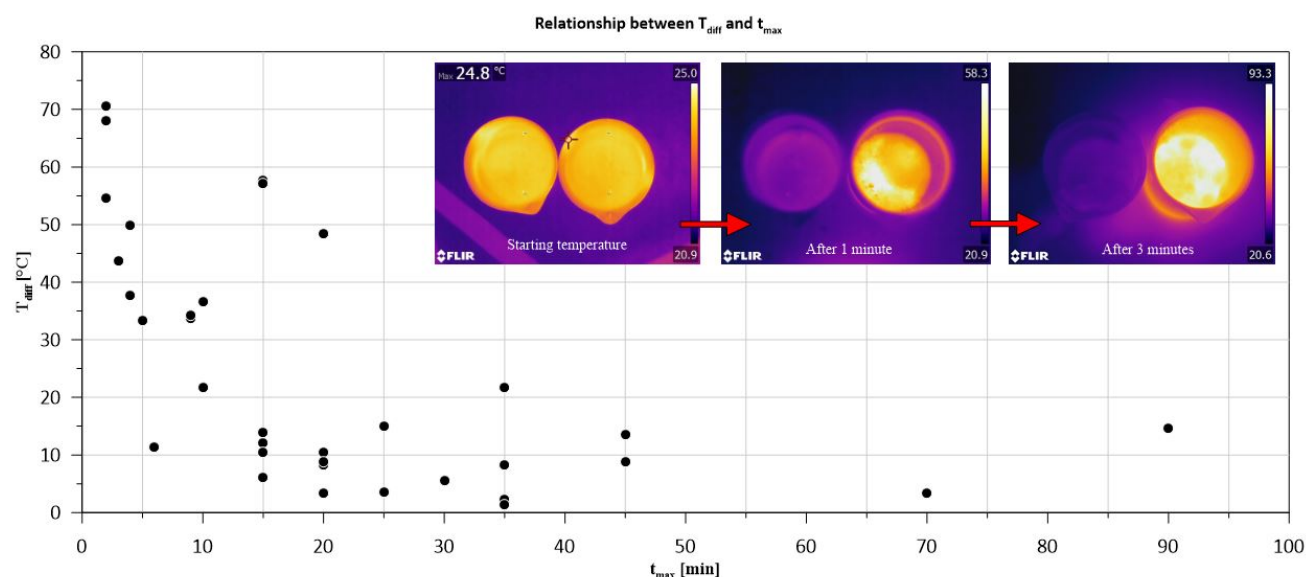 Relationship between T_diff and t_max
80
70
60
50
40
30
20
10
0
T_diff [°C]
Max 24.8 °C
25.0
Starting temperature
FLIR
20.9
58.3
After 1 minute
FLIR
20.9
93.3
After 3 minutes
FLIR
20.6
0 10 20 30 40 50 60 70 80 90 100
t_max [min]